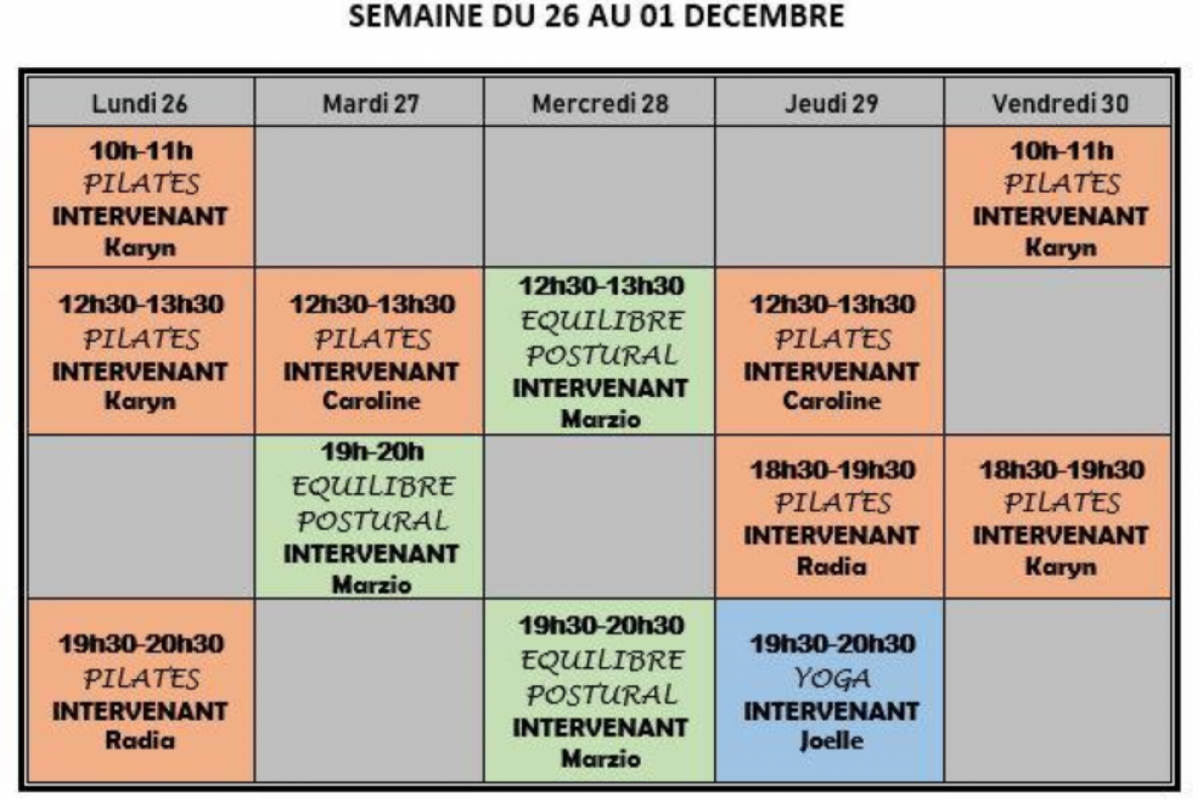 SEMAINE DU 26 AU 01 DECEMBRE
Lundi 26
Mardi 27
Mercredi 28
Jeudi 29
Vendredi 30
10h-11h
PILATES
INTERVENANT
Karyn
10h-11h
PILATES
INTERVENANT
Karyn
12h30-13h30
PILATES
INTERVENANT
Karyn
12h30-13h30
PILATES
INTERVENANT
Caroline
12h30-13h30
EQUILIBRE
POSTURAL
INTERVENANT
Marzio
12h30-13h30
PILATES
INTERVENANT
Caroline
19h-20h
EQUILIBRE
POSTURAL
INTERVENANT
Marzio
18h30-19h30
PILATES
INTERVENANT
Radia
18h30-19h30
PILATES
INTERVENANT
Karyn
19h30-20h30
PILATES
INTERVENANT
Radia
19h30-20h30
EQUILIBRE
POSTURAL
INTERVENANT
Marzio
19h30-20h30
YOGA
INTERVENANT
Joelle